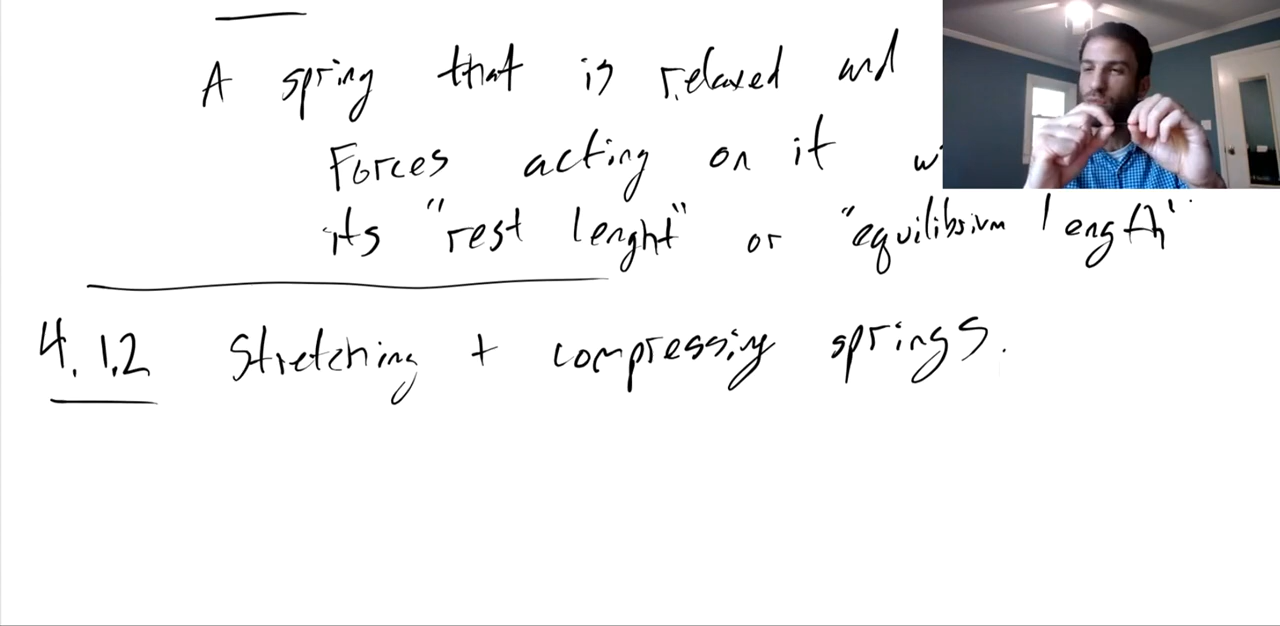 A spring that is relaxed and
Forces acting on it w
its "rest lenght" or "equilibrium length"
4.1.2 Stretching + compressing springs.